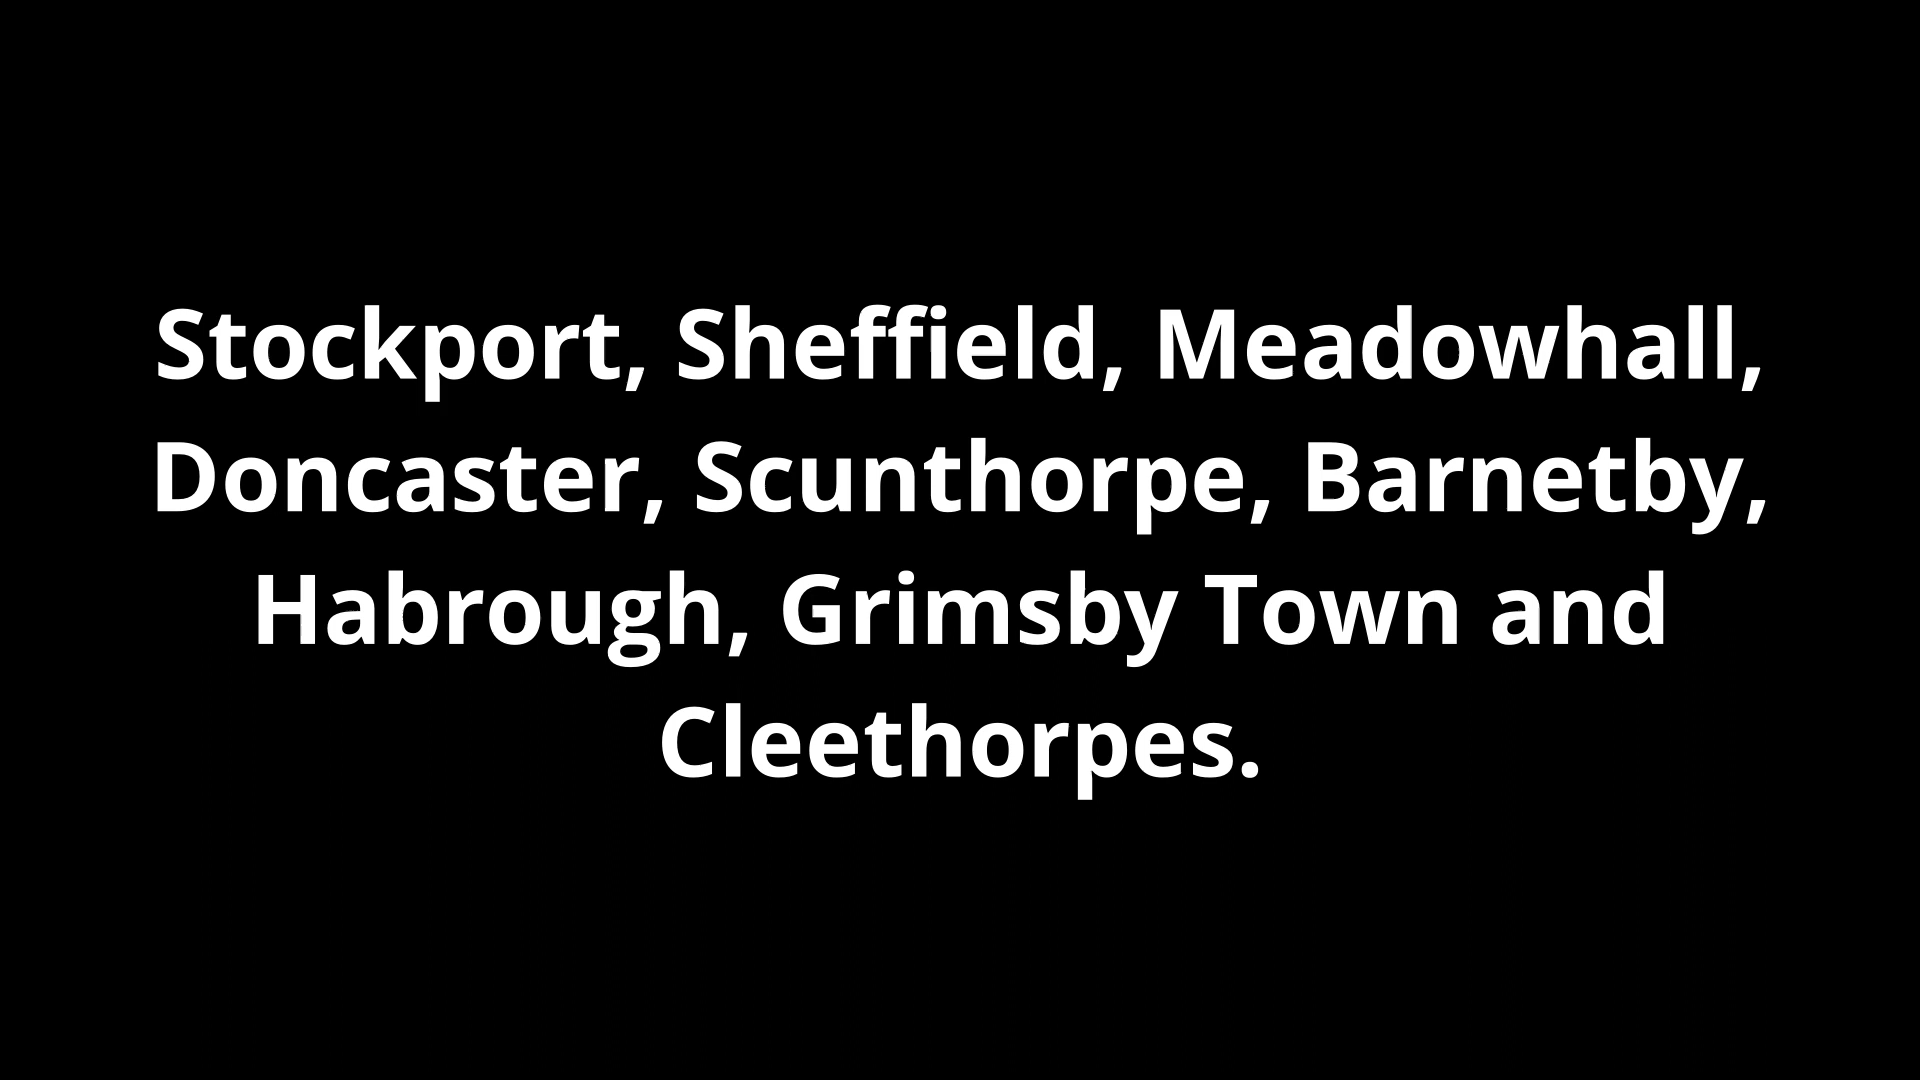 Stockport, Sheffield, Meadowhall,
Doncaster, Scunthorpe, Barnetby,
Habrough, Grimsby Town and
Cleethorpes.